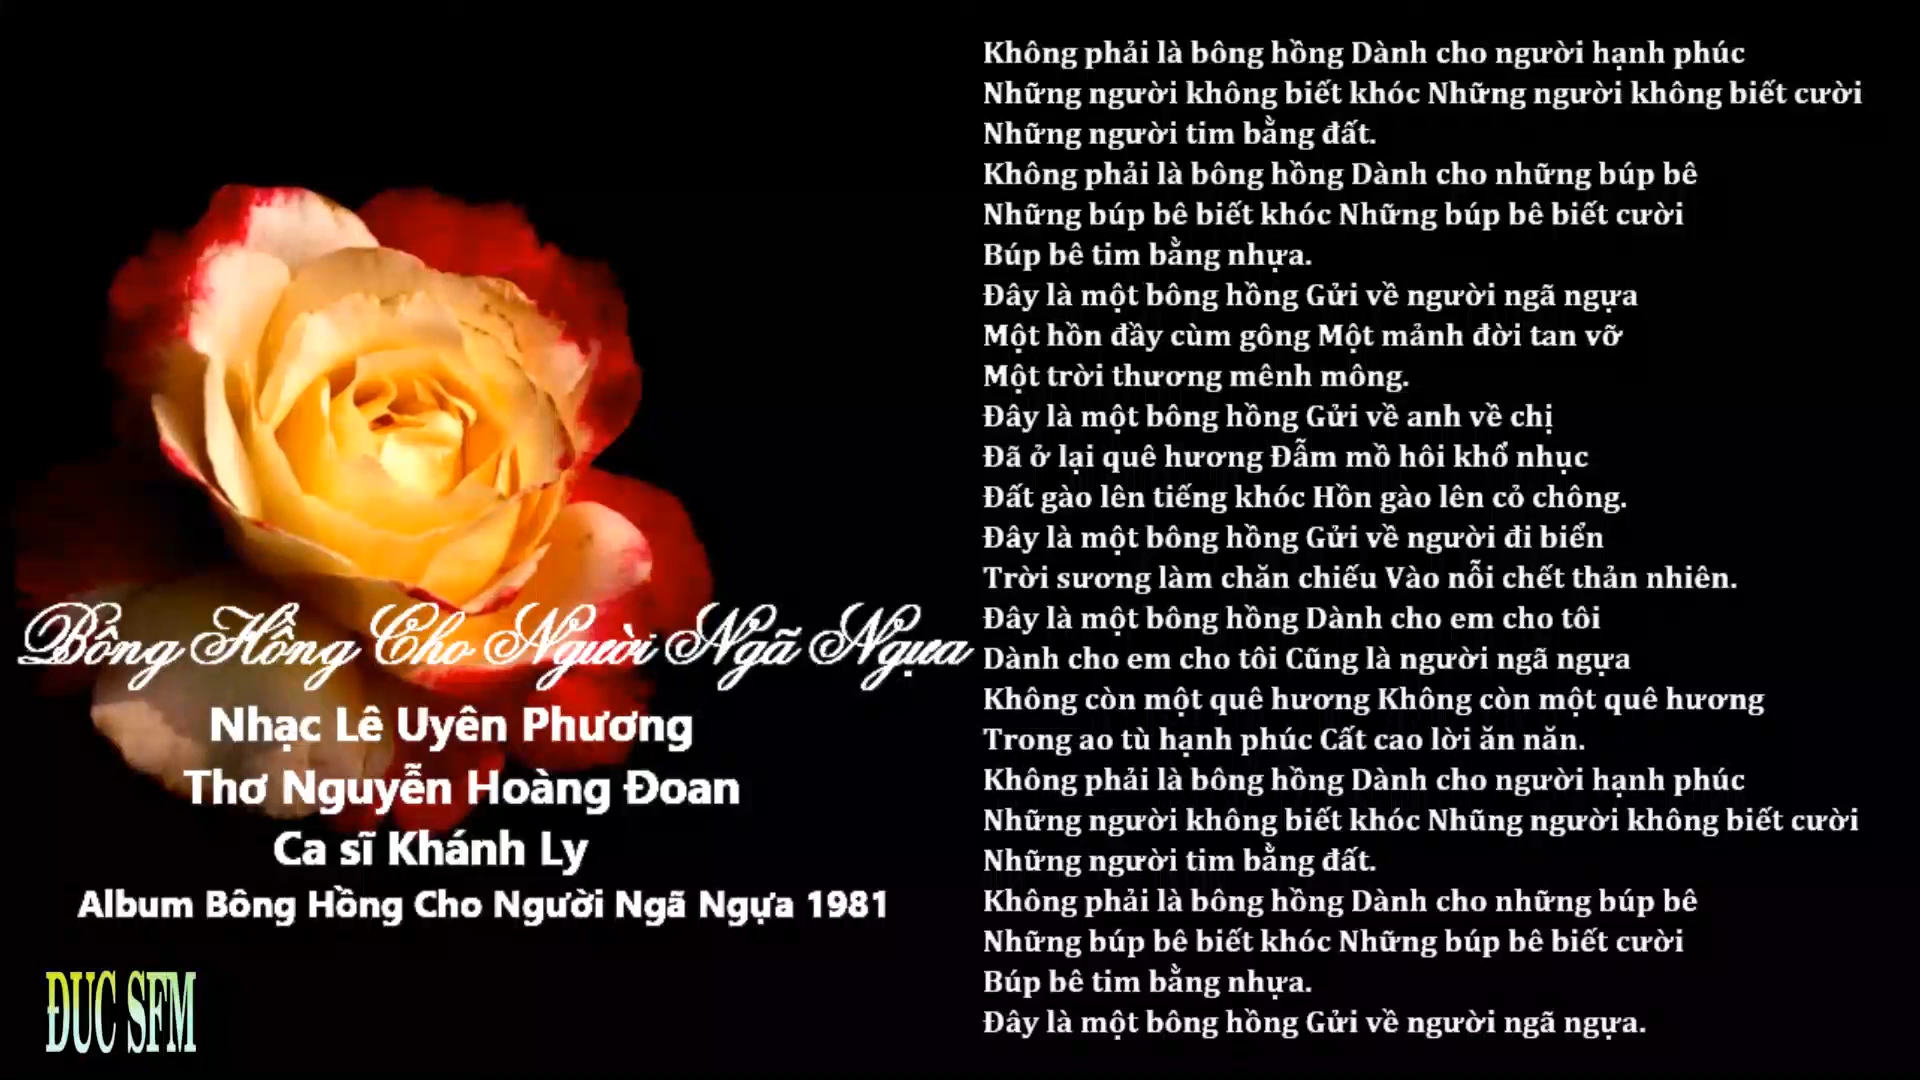 Bông Hồng Cho Người Ngã Ngựa
Nhạc Lê Uyên Phương
Thơ Nguyễn Hoàng Đoan
Ca sĩ Khánh Ly
Album Bông Hồng Cho Người Ngã Ngựa 1981
ĐUC SFM
Không phải là bông hồng Dành cho người hạnh phúc
Những người không biết khóc Những người không biết cười
Những người tim bằng đất.
Không phải là bông hồng Dành cho những búp bê
Những búp bê biết khóc Những búp bê biết cười
Búp bê tim bằng nhựa.
Đây là một bông hồng Gửi về người ngã ngựa
Một hồn đầy cùm gông Một mảnh đời tan vỡ
Một trời thương mênh mông.
Đây là một bông hồng Gửi về anh về chị
Đã ở lại quê hương Đẫm mồ hôi khổ nhục
Đất gào lên tiếng khóc Hồn gào lên cỏ chông.
Đây là một bông hồng Gửi về người đi biển
Trời sương làm chăn chiếu Vào nỗi chết thản nhiên.
Đây là một bông hồng Dành cho em cho tôi
Dành cho em cho tôi Cũng là người ngã ngựa
Không còn một quê hương Không còn một quê hương
Trong ao tù hạnh phúc Cất cao lời ăn năn.
Không phải là bông hồng Dành cho người hạnh phúc
Những người không biết khóc Nhũng người không biết cười
Những người tim bằng đất.
Không phải là bông hồng Dành cho những búp bê
Những búp bê biết khóc Những búp bê biết cười
Búp bê tim bằng nhựa.
Đây là một bông hồng Gửi về người ngã ngựa.